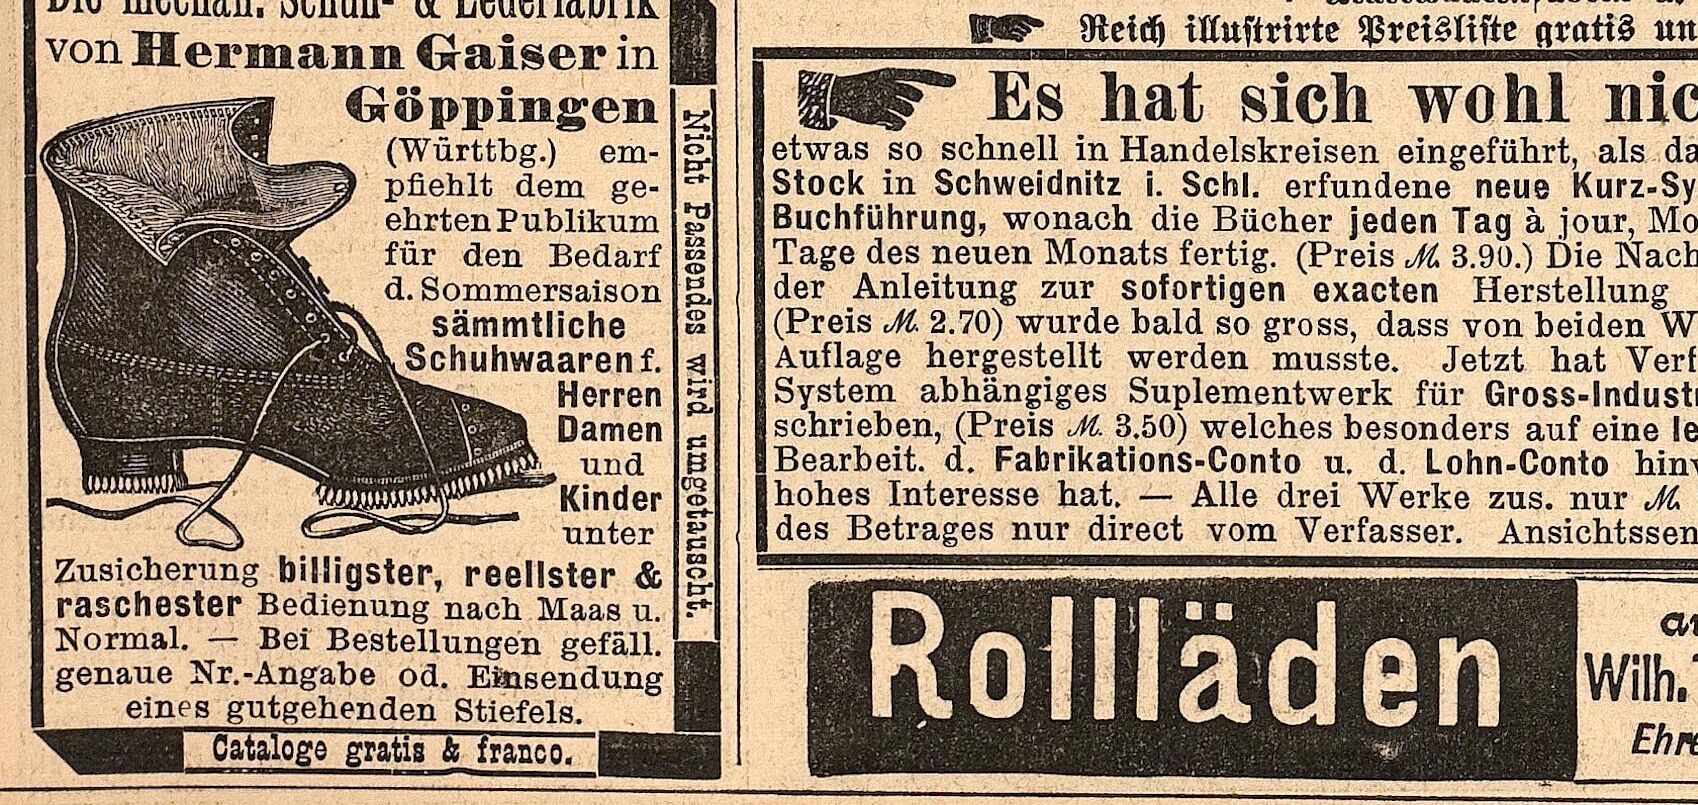 Die mechan. Schuh- & Lederfabrik
von Hermann Gaiser in
Göppingen
(Württbg.) em-
pfiehlt dem ge-
ehrten Publikum
für den Bedarf
d. Sommersaison
sämmtliche
Schuhwaaren f.
Herren
Damen
und
Kinder
unter
Zusicherung billigster, reellster &
raschester Bedienung nach Maas u.
Normal. — Bei Bestellungen gefäll.
genaue Nr.-Angabe od. Einsendung
eines gutgehenden Stiefels.
Cataloge gratis & franco.
Nicht Passendes wird umgetauscht.
Reich illustrirte Preisliste gratis un
Es hat sich wohl nic
etwas so schnell in Handelskreisen eingeführt, als da
Stock in Schweidnitz i. Schl. erfundene neue Kurz-Sy
Buchführung, wonach die Bücher jeden Tag à jour, Mo
Tage des neuen Monats fertig. (Preis M. 3.90.) Die Nach
der Anleitung zur sofortigen exacten Herstellung
(Preis M. 2.70) wurde bald so gross, dass von beiden W
Auflage hergestellt werden musste. Jetzt hat Verf
System abhängiges Suplementwerk für Gross-Industr
schrieben, (Preis M. 3.50) welches besonders auf eine le
Bearbeit. d. Fabrikations-Conto u. d. Lohn-Conto hinw
hohes Interesse hat. — Alle drei Werke zus. nur M.
des Betrages nur direct vom Verfasser. Ansichtssen
Rollläden
Wilh.
Ehre